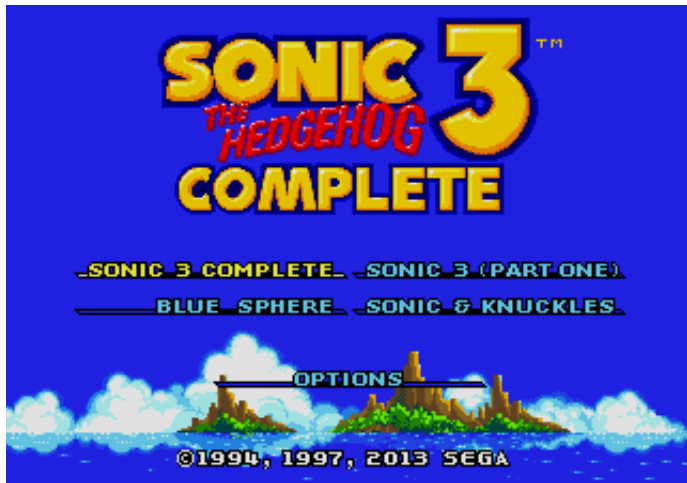 SONIC 3 ™
THE
HEDGEHOG
COMPLETE
SONIC 3 COMPLETE SONIC 3 (PART ONE)
BLUE SPHERE SONIC & KNUCKLES
OPTIONS
©1994, 1997, 2013 SEGA